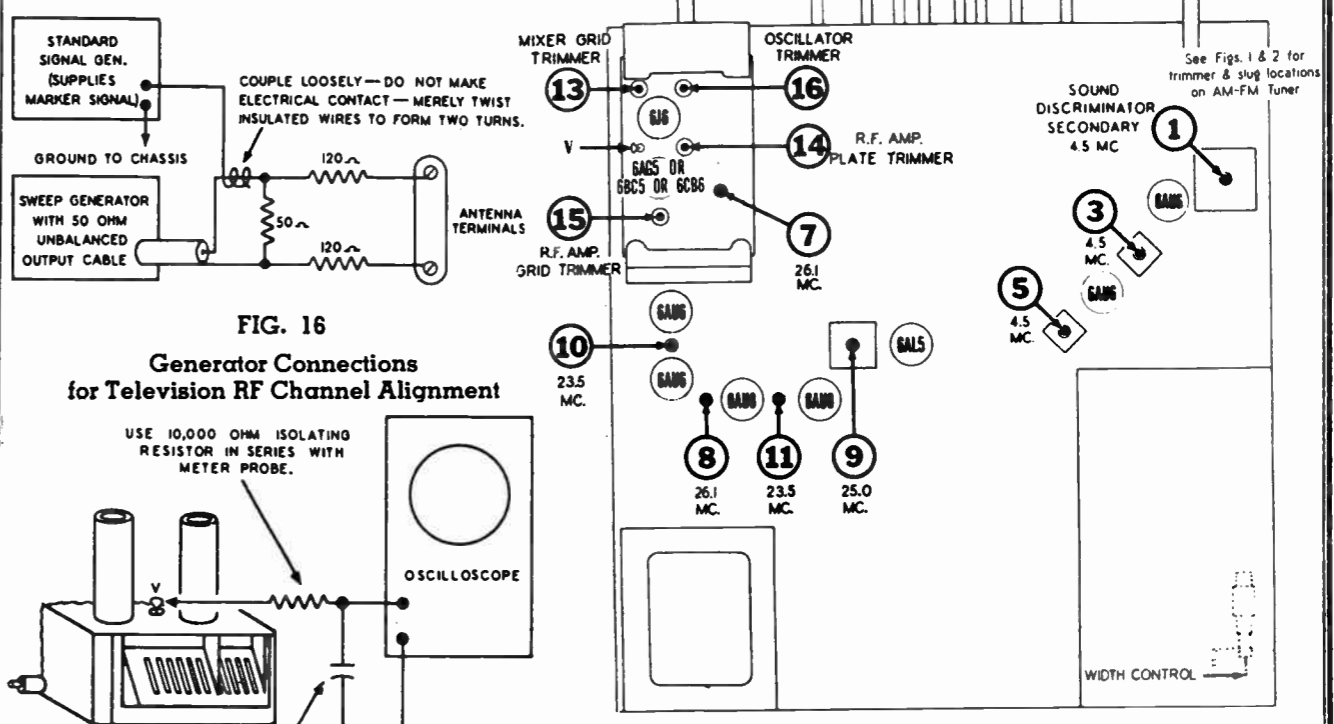 STANDARD
SIGNAL GEN.
(SUPPLIES
MARKER SIGNAL)
COUPLE LOOSELY — DO NOT MAKE
ELECTRICAL CONTACT — MERELY TWIST
INSULATED WIRES TO FORM TWO TURNS.
GROUND TO CHASSIS
SWEEP GENERATOR
WITH 50 OHM
UNBALANCED
OUTPUT CABLE
120 ~
50 ~
120 ~
ANTENNA
TERMINALS
FIG. 16
Generator Connections
for Television RF Channel Alignment
USE 10,000 OHM ISOLATING
RESISTOR IN SERIES WITH
METER PROBE.
V
OSCILLOSCOPE
MIXER GRID
TRIMMER
13
OSCILLATOR
TRIMMER
16
6J6
V
14
R.F. AMP.
PLATE TRIMMER
6AG5 OR
6BC5 OR 6CB6
15
R.F. AMP.
GRID TRIMMER
7
26.1
MC.
See Figs. 1 & 2 for
trimmer & slug locations
on AM-FM Tuner
SOUND
DISCRIMINATOR
SECONDARY
4.5 MC
1
6AU6
3
4.5
MC.
6AU6
5
4.5
MC.
6AU6
10
23.5
MC.
6AU6
6AU6
6AU6
6AL5
8
26.1
MC.
11
23.5
MC.
9
25.0
MC.
WIDTH CONTROL